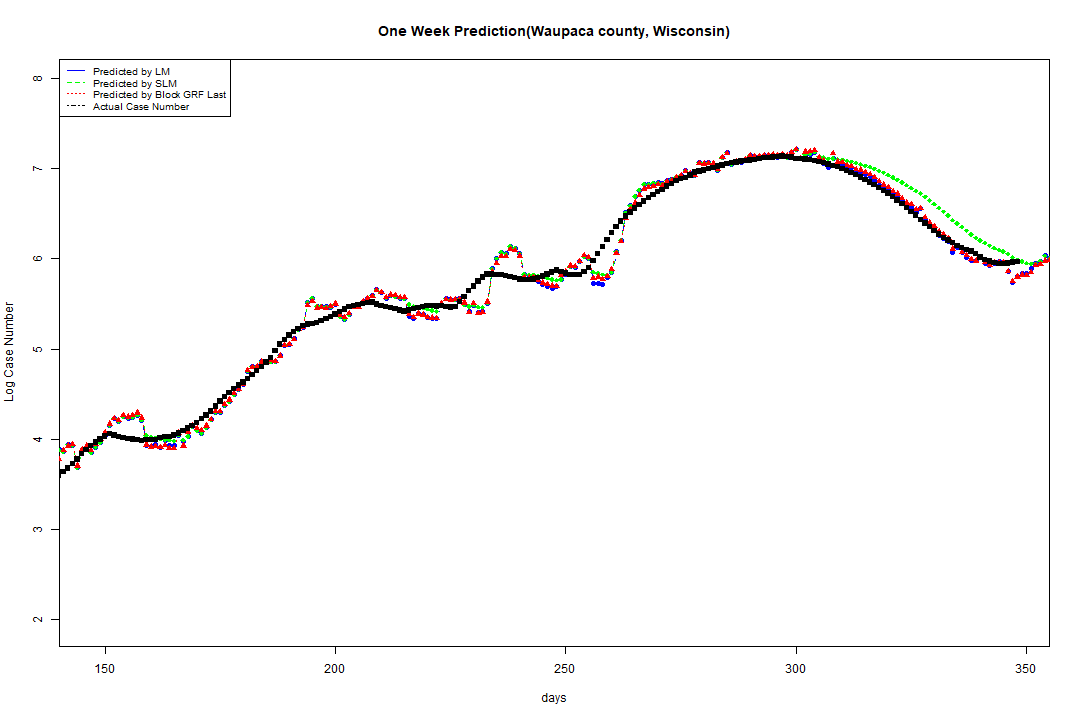 One Week Prediction(Waupaca county, Wisconsin)
Predicted by LM
Predicted by SLM
Predicted by Block GRF Last
Actual Case Number
8
7
6
5
4
3
2
Log Case Number
150 200 250 300 350
days